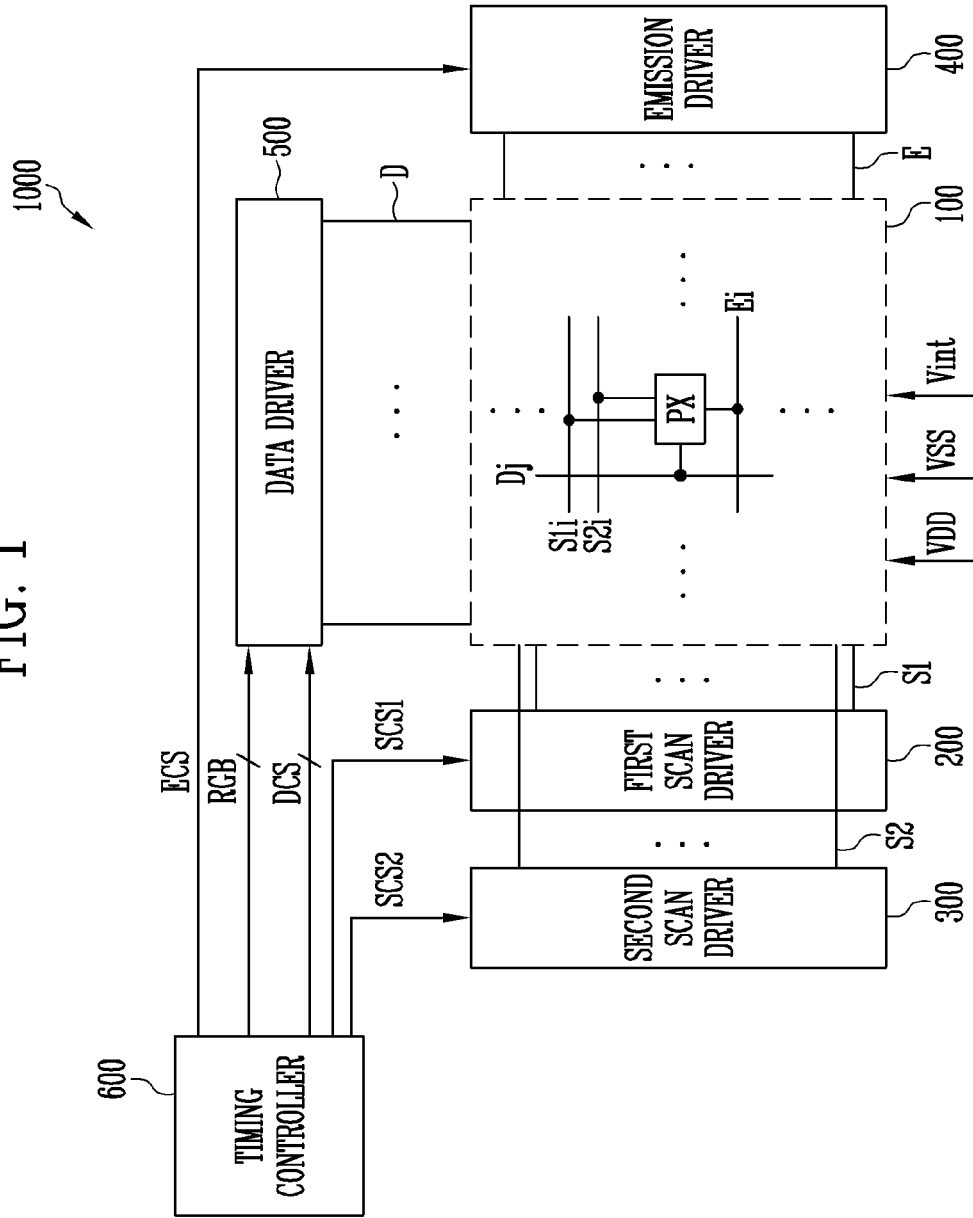 FIG. 1
1000
600
TIMING
CONTROLLER
ECS
RGB
DCS
SCS1
SCS2
DATA DRIVER
500
D
SECOND
SCAN
DRIVER
300
S2
FIRST
SCAN
DRIVER
200
S1
Dj
S1i
S2i
PX
Ei
VDD
VSS
Vint
100
E
EMISSION
DRIVER
400